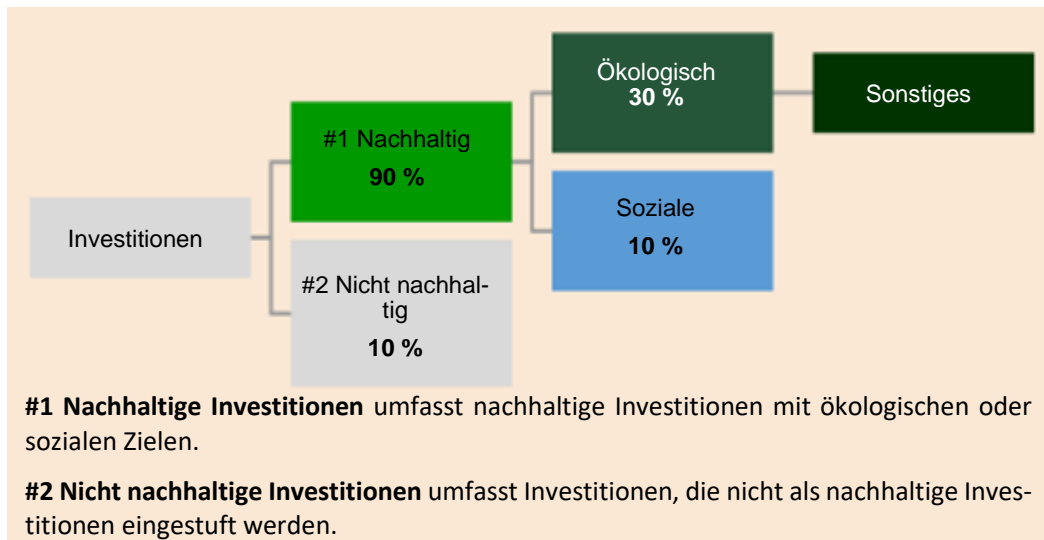 Investitionen
#1 Nachhaltig
90 %
#2 Nicht nachhal-
tig
10 %
Ökologisch
30 %
Soziale
10 %
Sonstiges
#1 Nachhaltige Investitionen umfasst nachhaltige Investitionen mit ökologischen oder
sozialen Zielen.
#2 Nicht nachhaltige Investitionen umfasst Investitionen, die nicht als nachhaltige Inves-
titionen eingestuft werden.